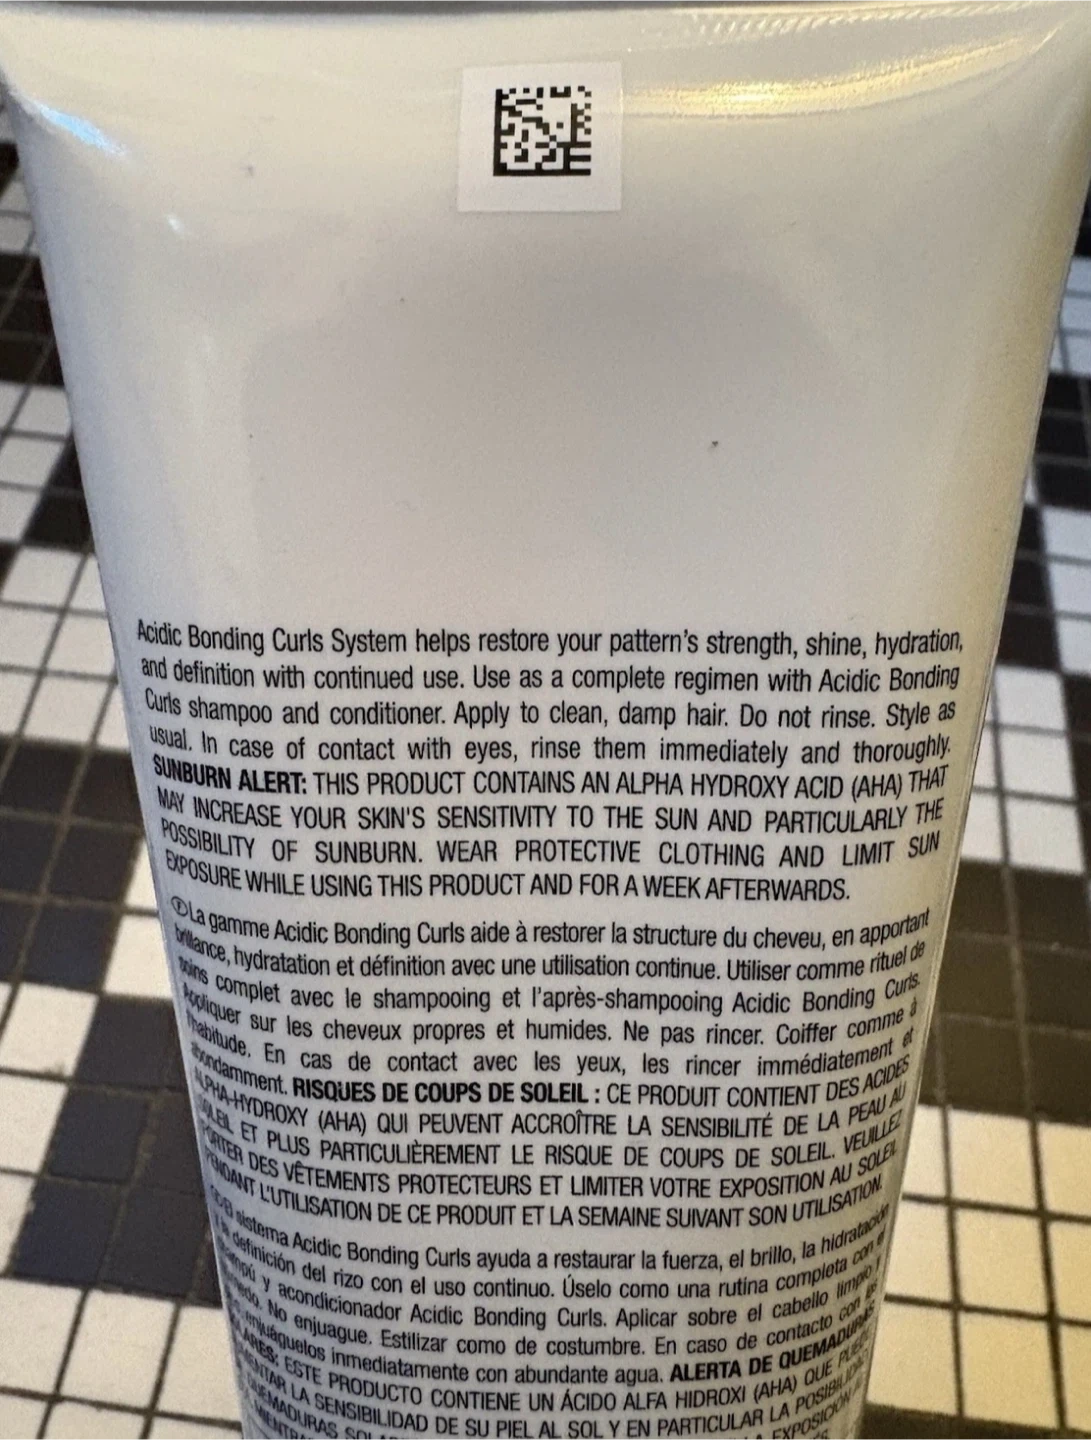 Acidic Bonding Curls System helps restore your pattern's strength, shine, hydration,
and definition with continued use. Use as a complete regimen with Acidic Bonding
Curls shampoo and conditioner. Apply to clean, damp hair. Do not rinse. Style as
usual. In case of contact with eyes, rinse them immediately and thoroughly.
SUNBURN ALERT: THIS PRODUCT CONTAINS AN ALPHA HYDROXY ACID (AHA) THAT
MAY INCREASE YOUR SKIN'S SENSITIVITY TO THE SUN AND PARTICULARLY THE
POSSIBILITY OF SUNBURN. WEAR PROTECTIVE CLOTHING AND LIMIT SUN
EXPOSURE WHILE USING THIS PRODUCT AND FOR A WEEK AFTERWARDS.
Ⓕ La gamme Acidic Bonding Curls aide à restorer la structure du cheveu, en apportant
brillance, hydratation et définition avec une utilisation continue. Utiliser comme rituel de
soins complet avec le shampooing et l'après-shampooing Acidic Bonding Curls.
Appliquer sur les cheveux propres et humides. Ne pas rincer. Coiffer comme à
l'habitude. En cas de contact avec les yeux, les rincer immédiatement et
abondamment. RISQUES DE COUPS DE SOLEIL : CE PRODUIT CONTIENT DES ACIDES
ALPHA-HYDROXY (AHA) QUI PEUVENT ACCROÎTRE LA SENSIBILITÉ DE LA PEAU AU
SOLEIL ET PLUS PARTICULIÈREMENT LE RISQUE DE COUPS DE SOLEIL. VEUILLEZ
PORTER DES VÊTEMENTS PROTECTEURS ET LIMITER VOTRE EXPOSITION AU SOLEIL
PENDANT L'UTILISATION DE CE PRODUIT ET LA SEMAINE SUIVANT SON UTILISATION.
El sistema Acidic Bonding Curls ayuda a restaurar la fuerza, el brillo, la hidratación
definición del rizo con el uso continuo. Úselo como una rutina completa con el
y acondicionador Acidic Bonding Curls. Aplicar sobre el cabello limpio y
No enjuague. Estilizar como de costumbre. En caso de contacto con los
enjuáguelos inmediatamente con abundante agua. ALERTA DE QUEMADURAS
ESTE PRODUCTO CONTIENE UN ÁCIDO ALFA HIDROXI (AHA) QUE PUEDE
LA SENSIBILIDAD DE SU PIEL AL SOL Y EN PARTICULAR LA POSIBILIDAD
QUEMADURAS EXPOSICIÓN